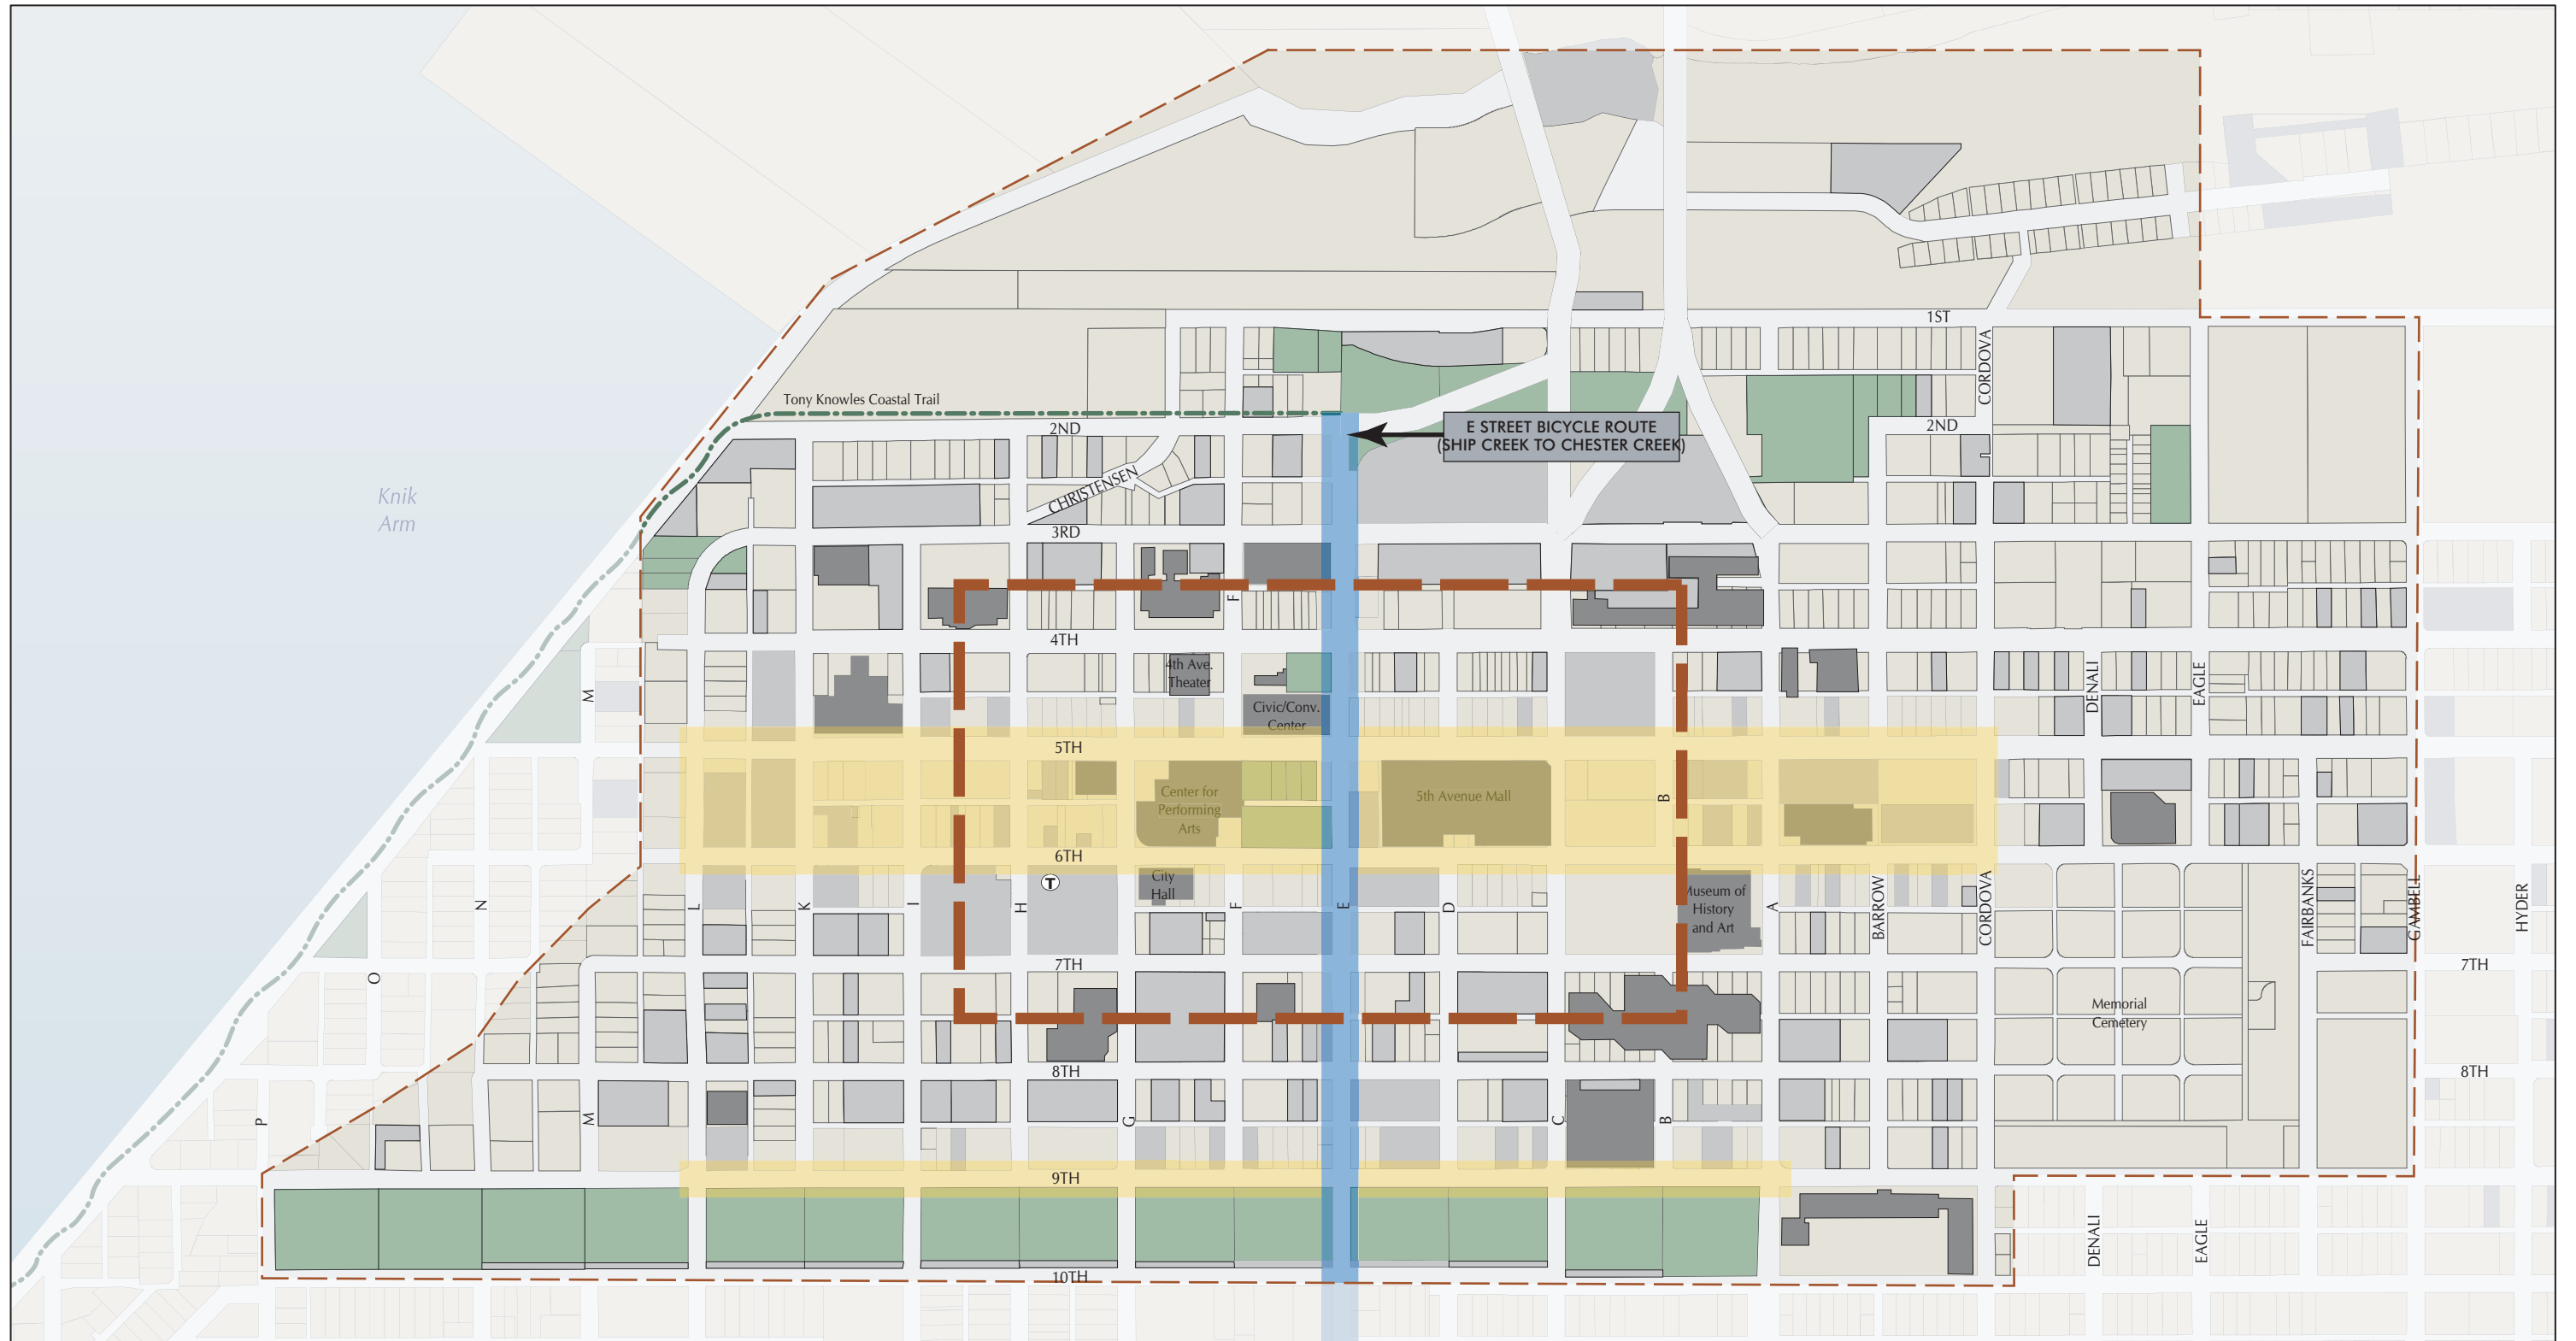 1ST
CORDOVA
Tony Knowles Coastal Trail
2ND
E STREET BICYCLE ROUTE
(SHIP CREEK TO CHESTER CREEK)
2ND
Knik
Arm
CHRISTENSEN
3RD
F
4TH
4th Ave.
Theater
M
DENALI
EAGLE
Civic/Conv.
Center
5TH
Center for
Performing
Arts
5th Avenue Mall
B
6TH
T
City
Hall
Museum of
History
and Art
N
L
K
I
H
F
E
D
A
BARROW
CORDOVA
FAIRBANKS
GAMBELL
HYDER
O
7TH
7TH
Memorial
Cemetery
8TH
8TH
P
M
G
C
B
9TH
DENALI
EAGLE
10TH